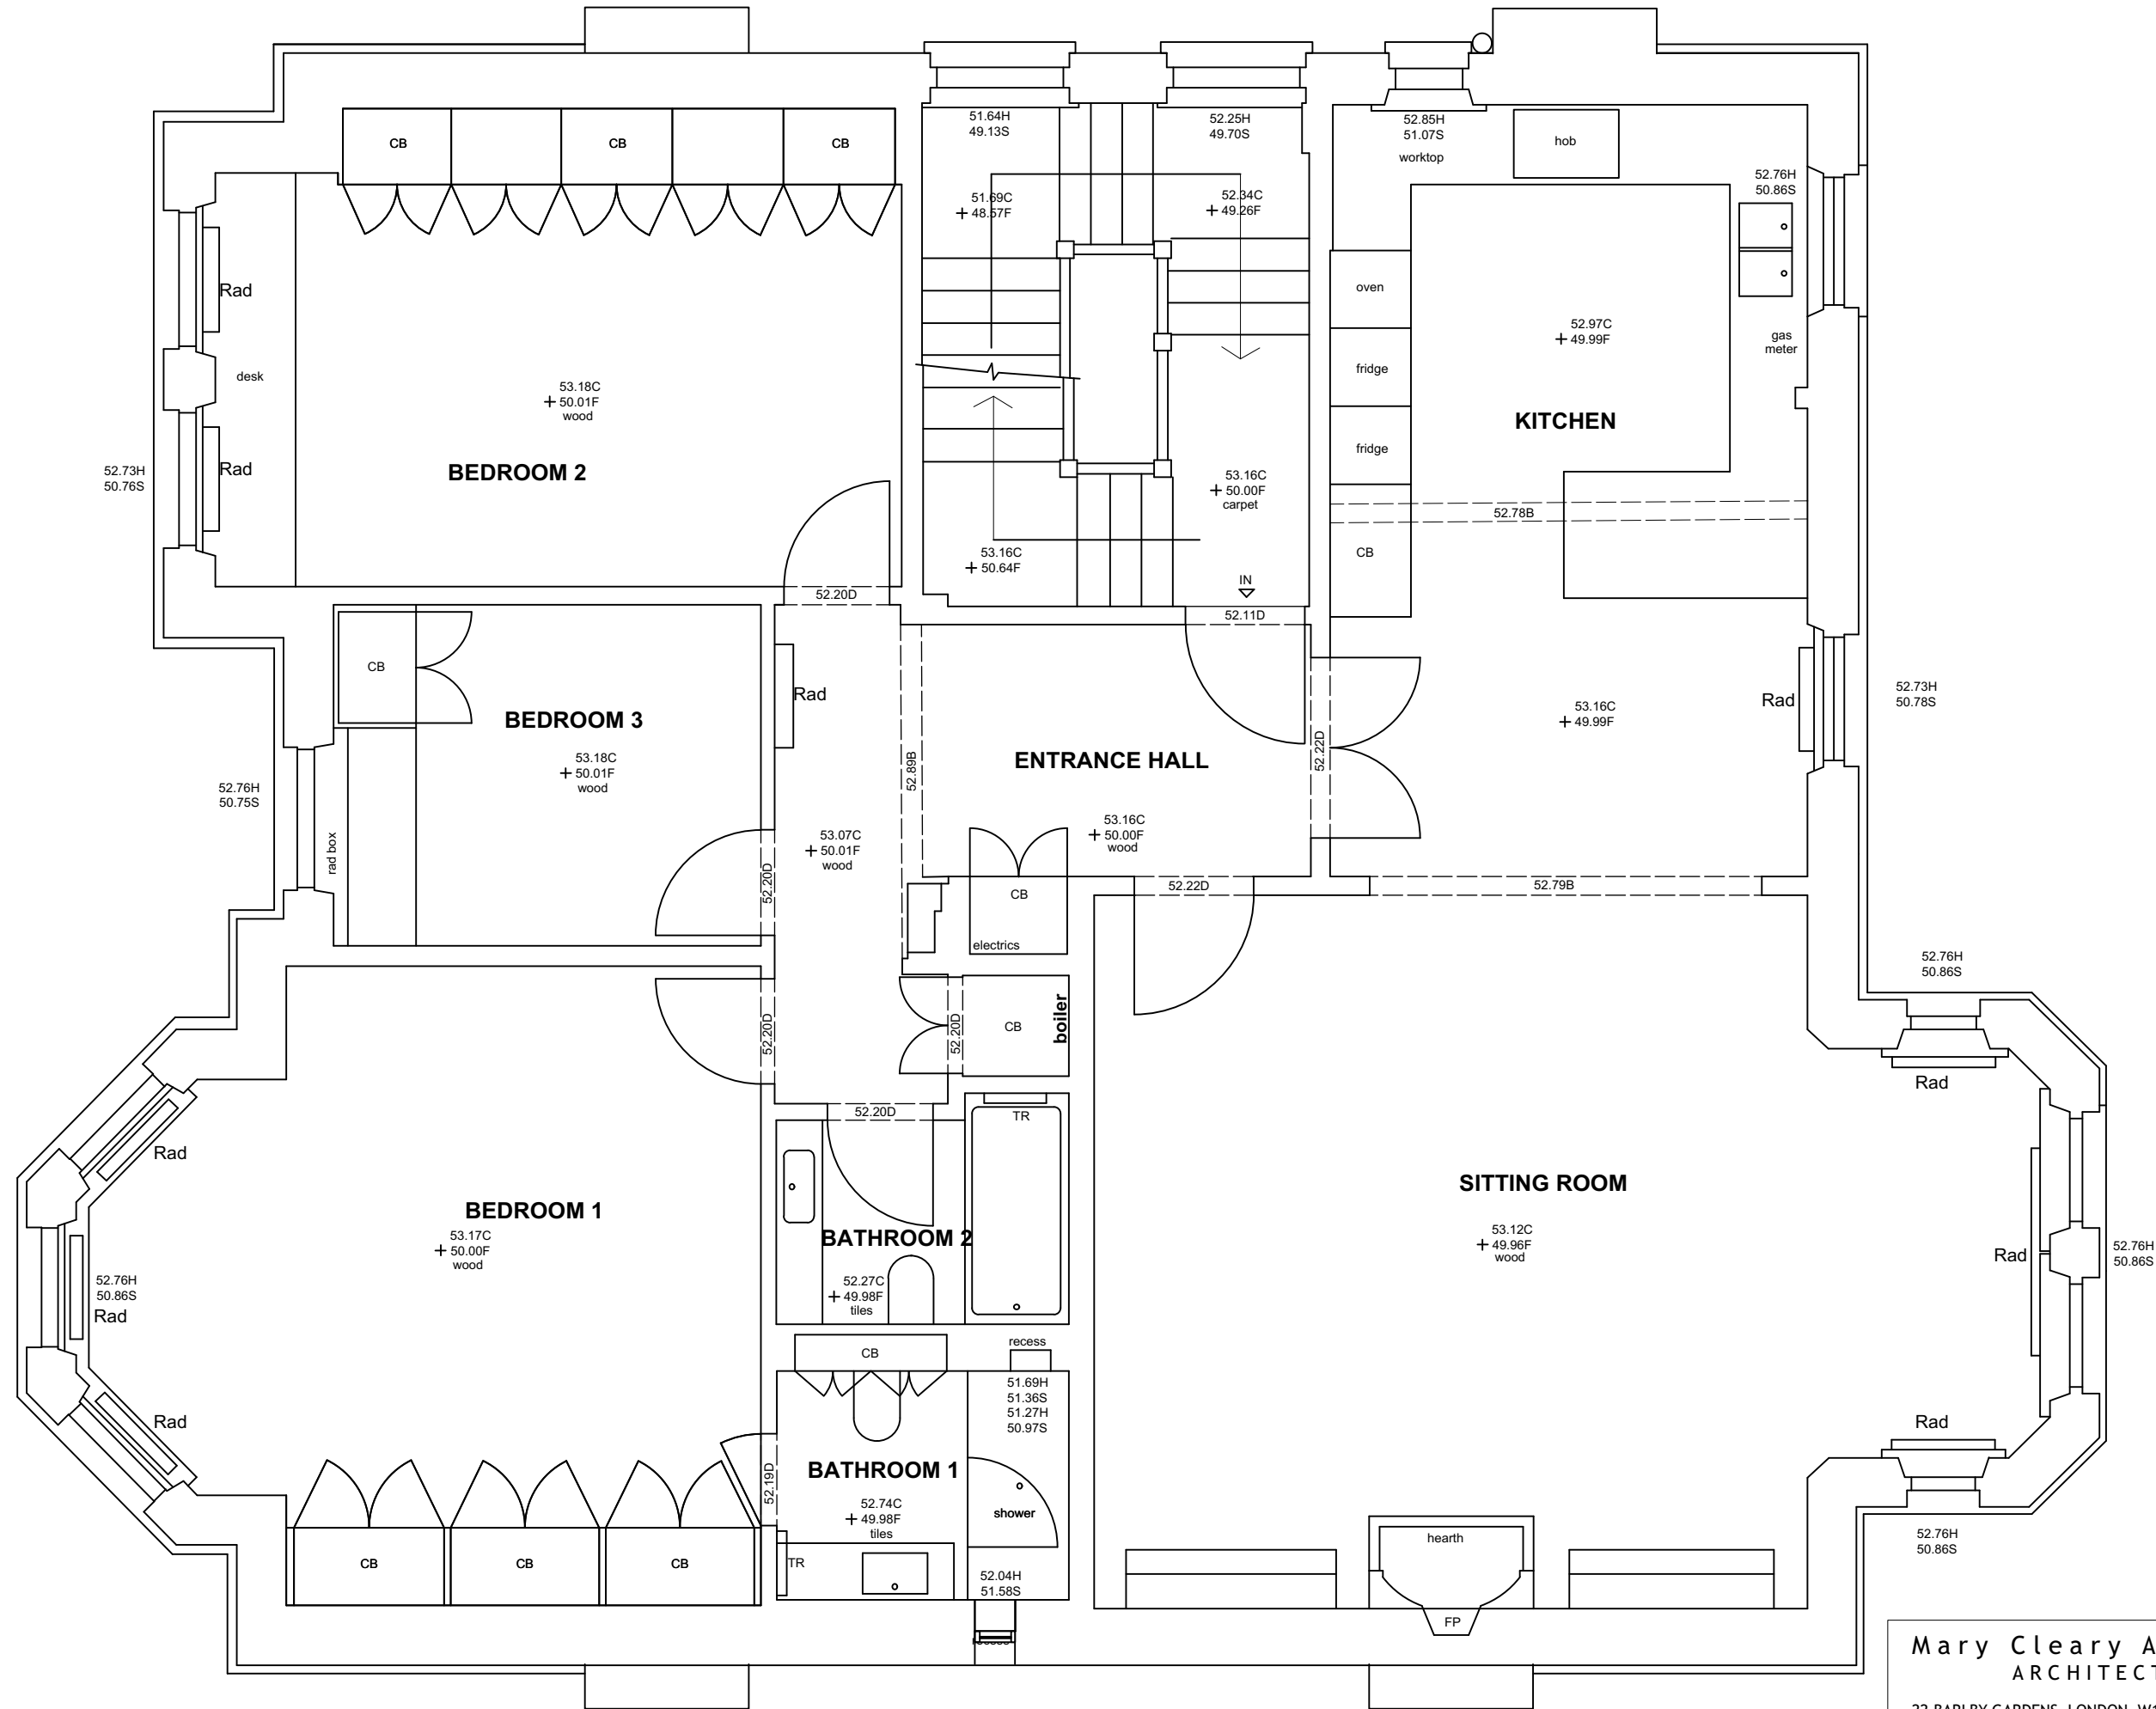 CB
CB
CB
51.64H
49.13S
52.25H
49.70S
52.85H
51.07S
worktop
hob
52.76H
50.86S
51.69C
48.57F
52.34C
49.26F
Rad
oven
52.97C
49.99F
gas
meter
desk
fridge
53.18C
50.01F
wood
KITCHEN
fridge
BEDROOM 2
Rad
52.73H
50.76S
53.16C
50.00F
carpet
52.78B
CB
53.16C
50.64F
IN
52.20D
52.11D
CB
Rad
BEDROOM 3
Rad
52.73H
50.78S
53.16C
49.99F
53.18C
50.01F
wood
ENTRANCE HALL
52.89B
52.22D
52.76H
50.75S
rad box
53.07C
50.01F
wood
53.16C
50.00F
wood
52.20D
52.22D
52.79B
CB
electrics
52.76H
50.86S
52.20D
52.20D
CB
boiler
Rad
52.20D
TR
Rad
SITTING ROOM
BEDROOM 1
53.17C
50.00F
wood
BATHROOM 2
53.12C
49.96F
wood
Rad
52.76H
50.86S
52.76H
50.86S
Rad
52.27C
49.98F
tiles
recess
CB
51.69H
51.36S
51.27H
50.97S
Rad
Rad
BATHROOM 1
52.19D
52.74C
49.98F
tiles
shower
hearth
52.76H
50.86S
CB
CB
CB
TR
52.04H
51.58S
FP
Mary Cleary A
ARCHITECT
22 BARLBY GARDENS, LONDON, W1